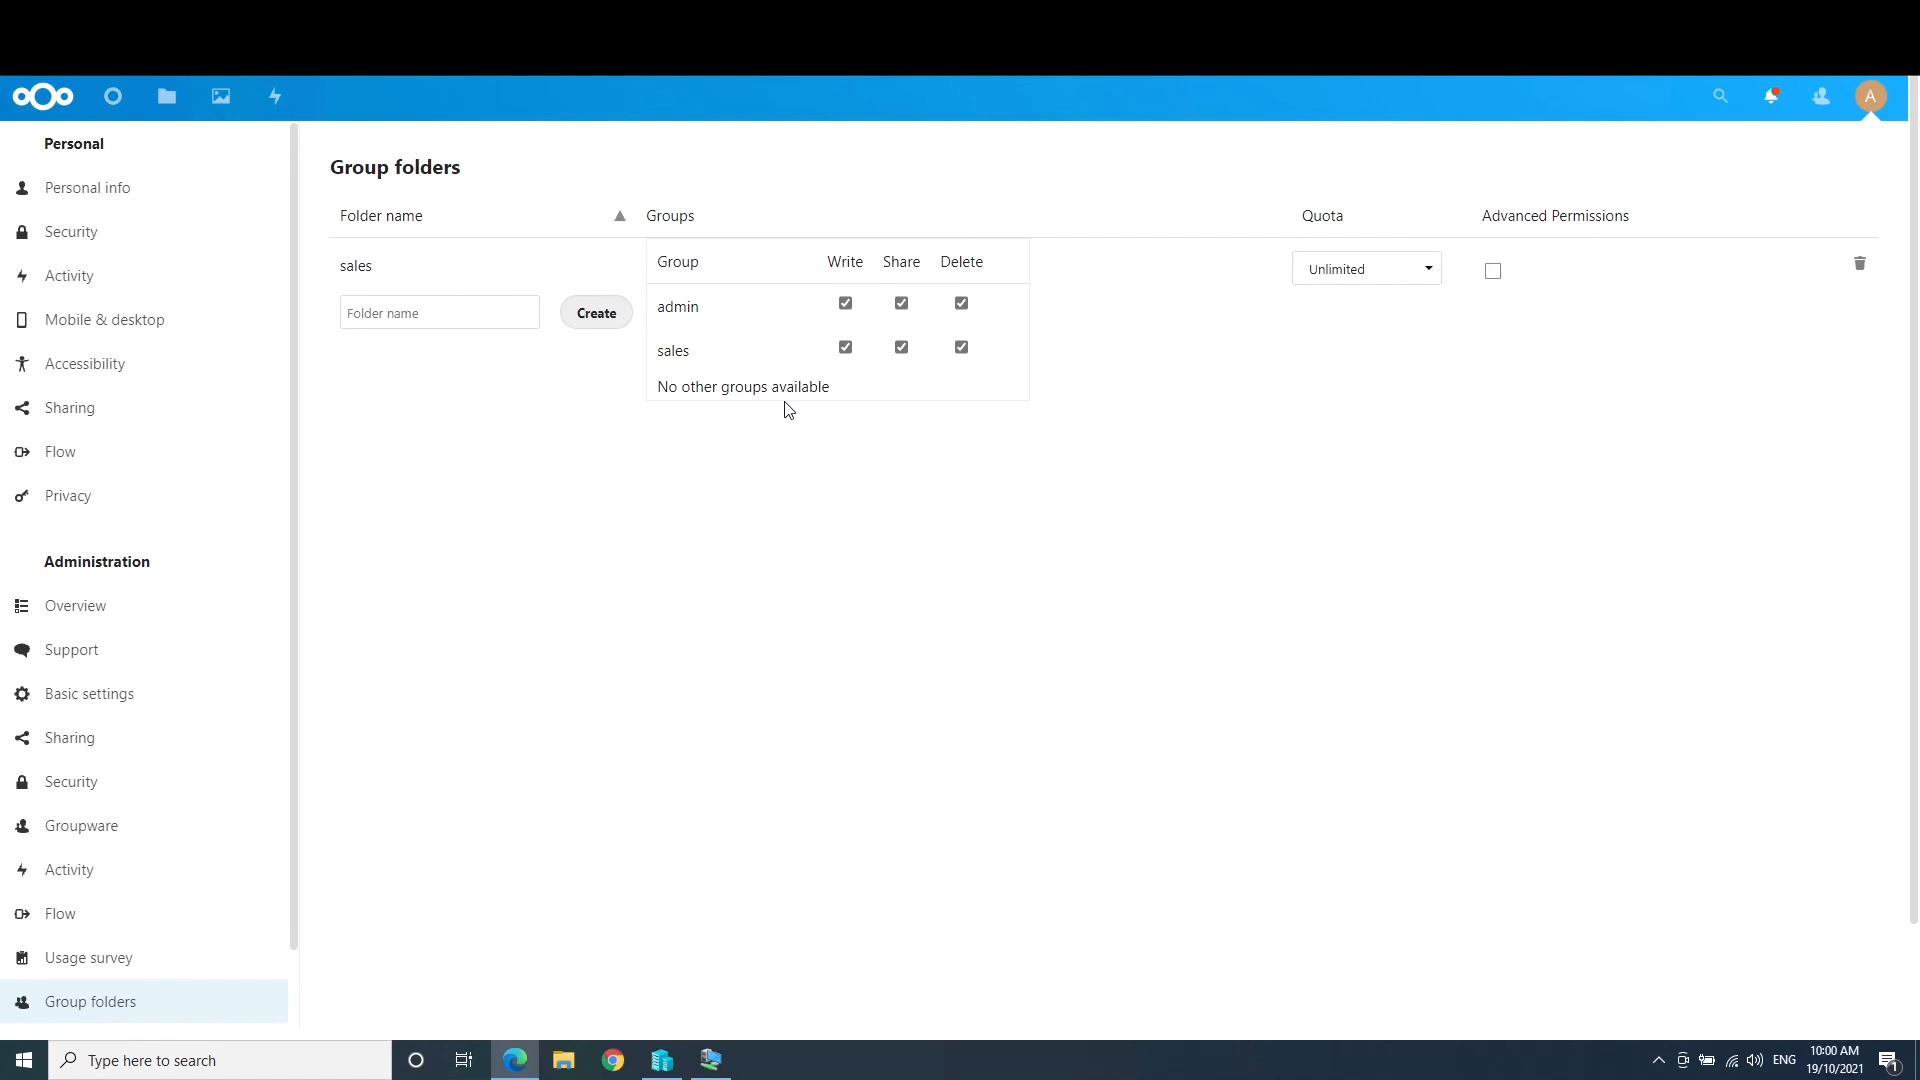 A
Personal
Personal info
Security
Activity
Mobile & desktop
Accessibility
Sharing
Flow
Privacy
Administration
Overview
Support
Basic settings
Sharing
Security
Groupware
Activity
Flow
Usage survey
Group folders
Group folders
Folder name Groups Quota Advanced Permissions
sales
Folder name Create
Group Write Share Delete
admin
sales
No other groups available
Unlimited
Type here to search
ENG
10:00 AM
19/10/2021
1